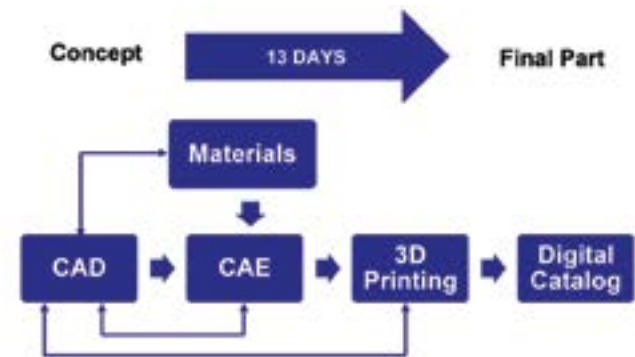 Concept
13 DAYS
Final Part
Materials
CAD
CAE
3D
Printing
Digital
Catalog